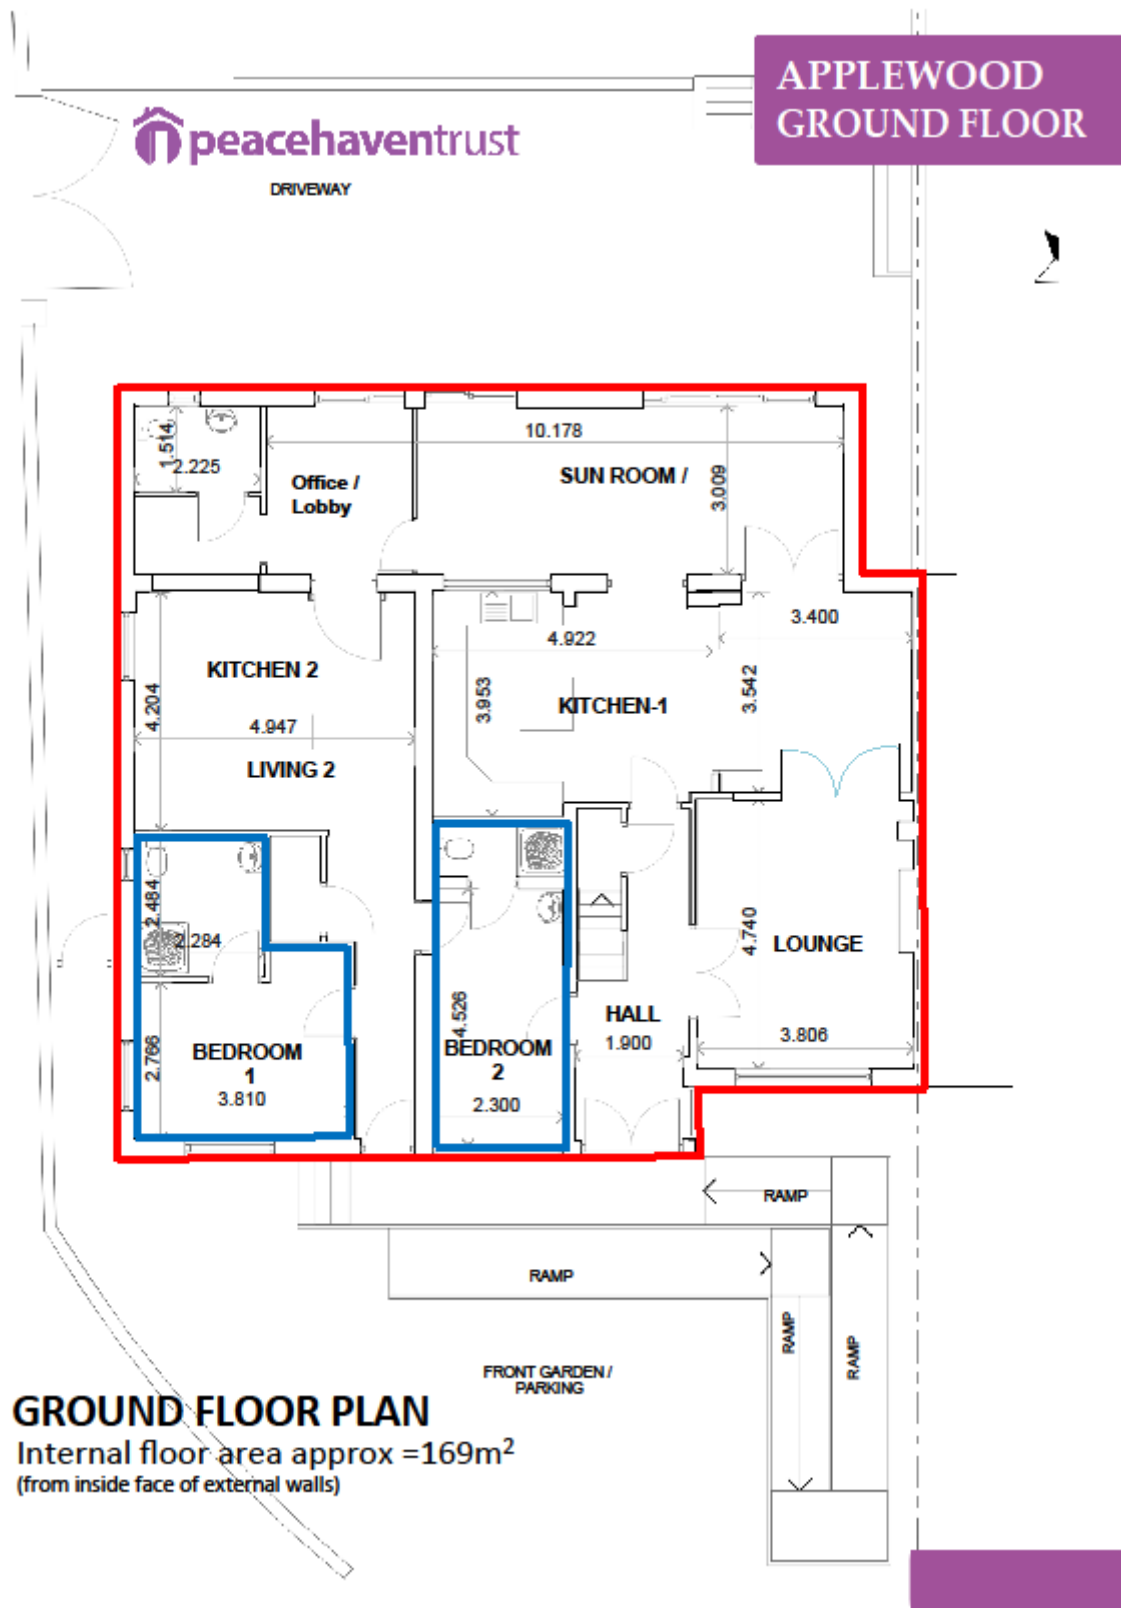 APPLEWOOD
GROUND FLOOR
peacehaventrust
DRIVEWAY
10.178
1.514
2.225
Office /
Lobby
SUN ROOM /
3.009
3.400
4.922
KITCHEN 2
3.542
4.204
3.953
KITCHEN-1
4.947
LIVING 2
2.484
2.284
4.740
LOUNGE
4.526
HALL
1.900
3.806
2.766
BEDROOM
1
3.810
BEDROOM
2
2.300
RAMP
RAMP
RAMP
RAMP
FRONT GARDEN /
PARKING
GROUND FLOOR PLAN
Internal floor area approx =169m²
(from inside face of external walls)